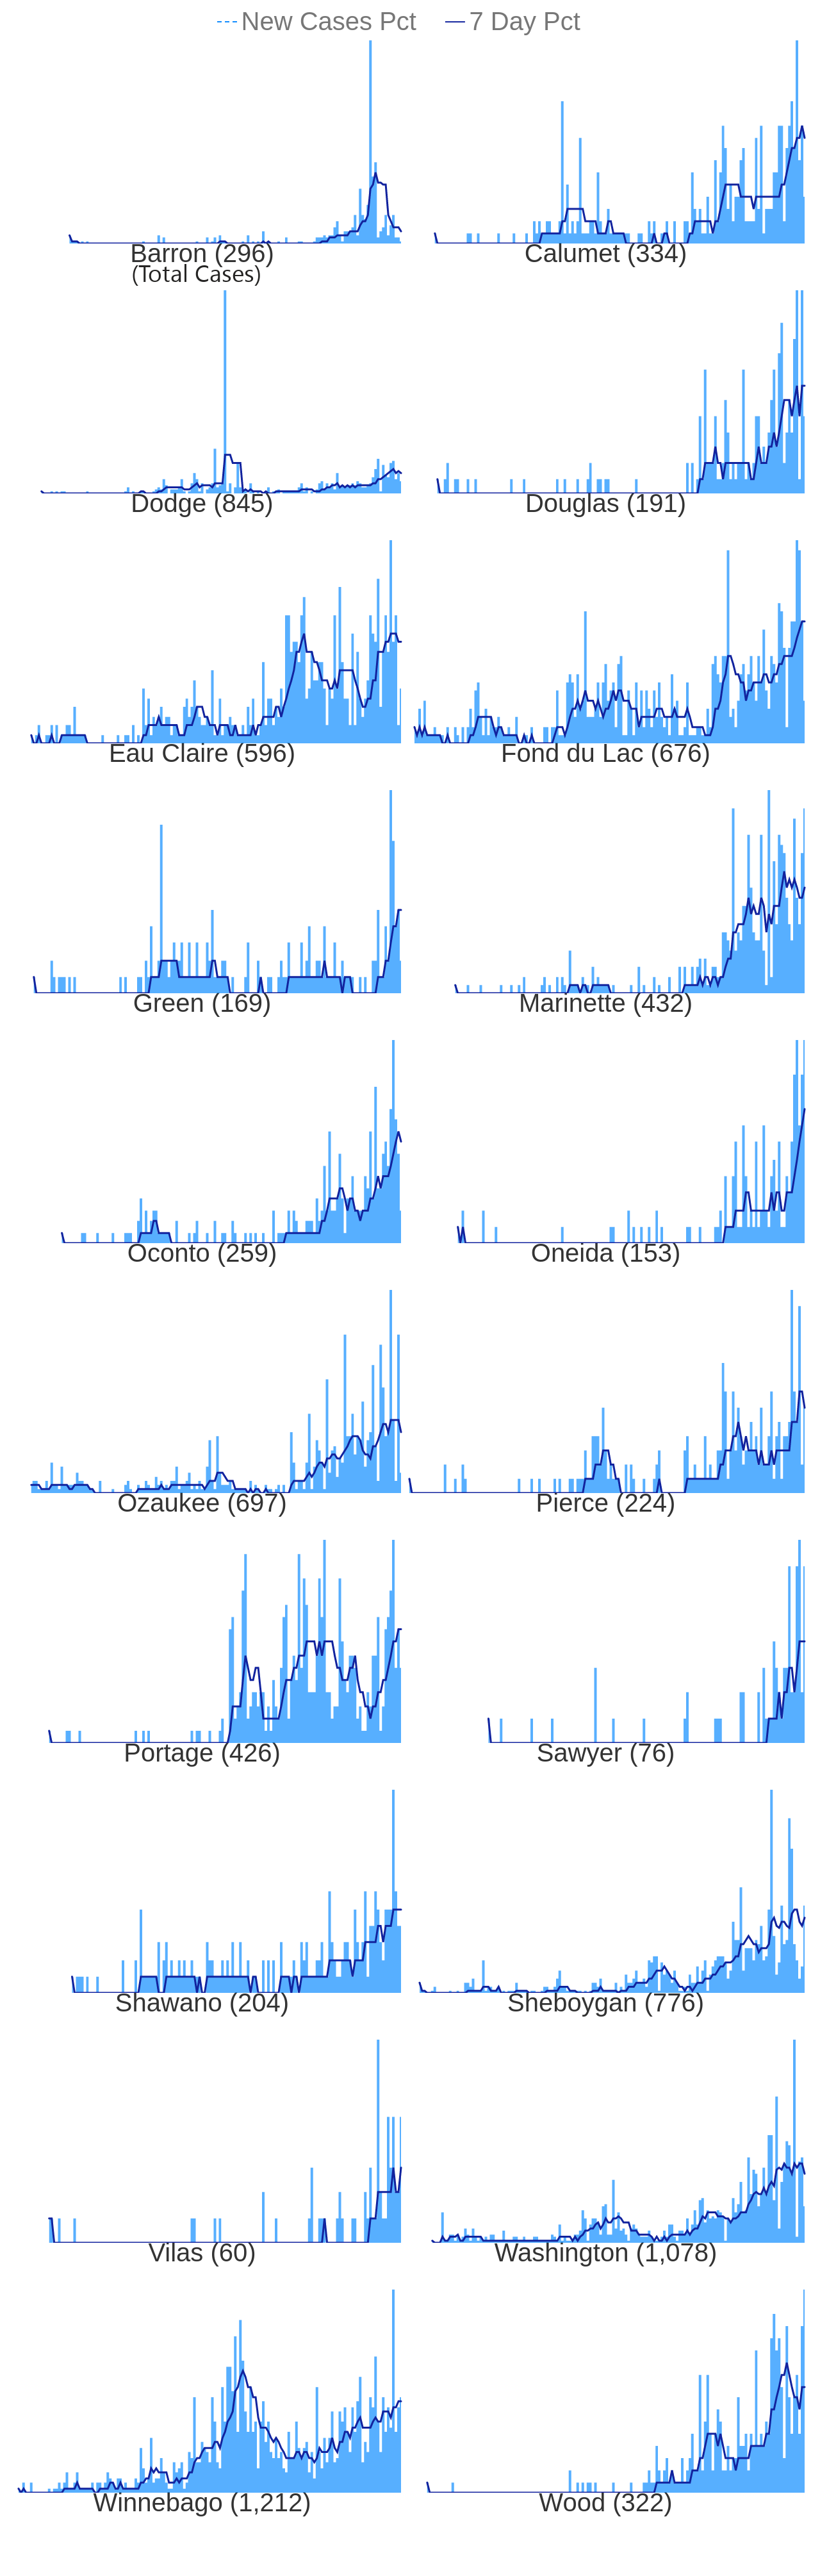 New Cases Pct 7 Day Pct
Barron (296) Calumet (334)
(Total Cases)
Dodge (845) Douglas (191)
Eau Claire (596) Fond du Lac (676)
Green (169) Marinette (432)
Oconto (259) Oneida (153)
Ozaukee (697) Pierce (224)
Portage (426) Sawyer (76)
Shawano (204) Sheboygan (776)
Vilas (60) Washington (1,078)
Winnebago (1,212) Wood (322)